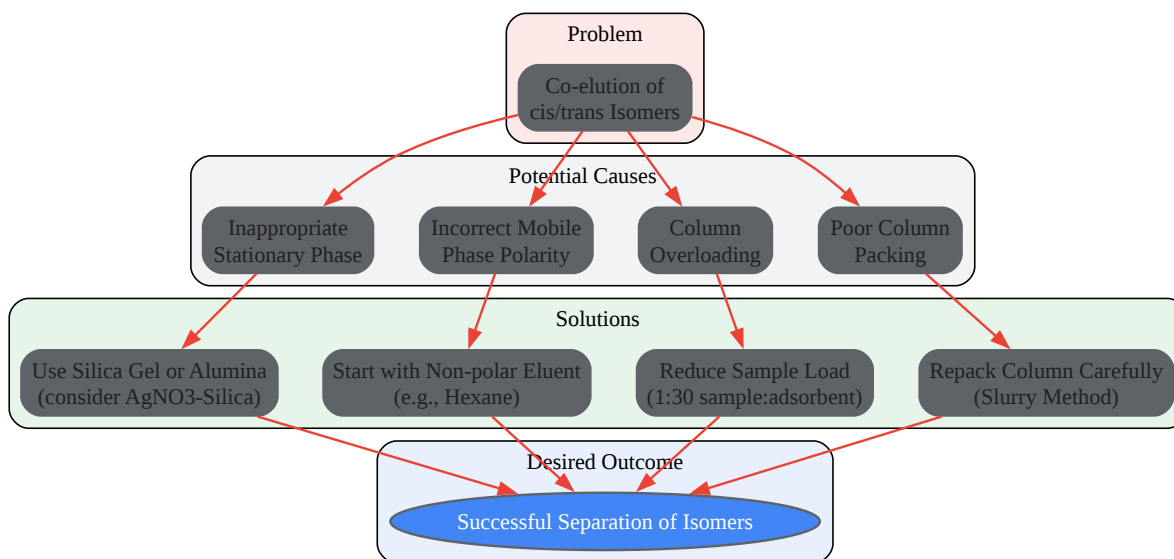 Problem
Co-elution of
cis/trans Isomers
Potential Causes
Inappropriate
Stationary Phase
Incorrect Mobile
Phase Polarity
Column
Overloading
Poor Column
Packing
Solutions
Use Silica Gel or Alumina
(consider AgNO3-Silica)
Start with Non-polar Eluent
(e.g., Hexane)
Reduce Sample Load
(1:30 sample:adsorbent)
Repack Column Carefully
(Slurry Method)
Desired Outcome
Successful Separation of Isomers